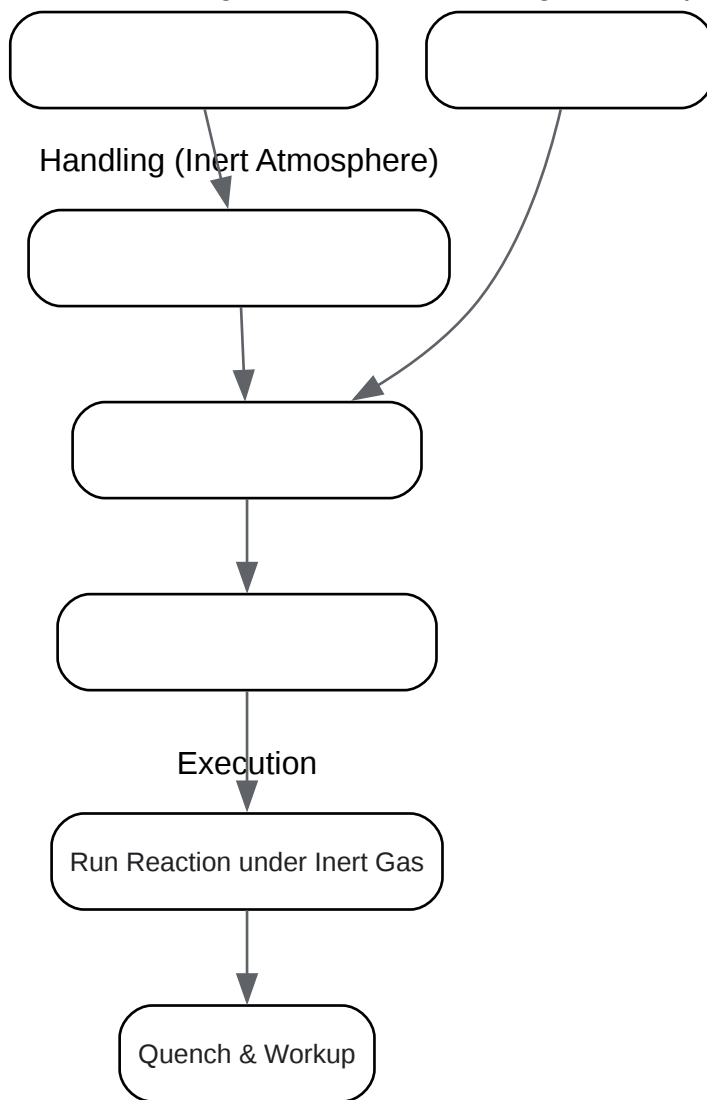 Handling (Inert Atmosphere)
Execution
Run Reaction under Inert Gas
Quench & Workup